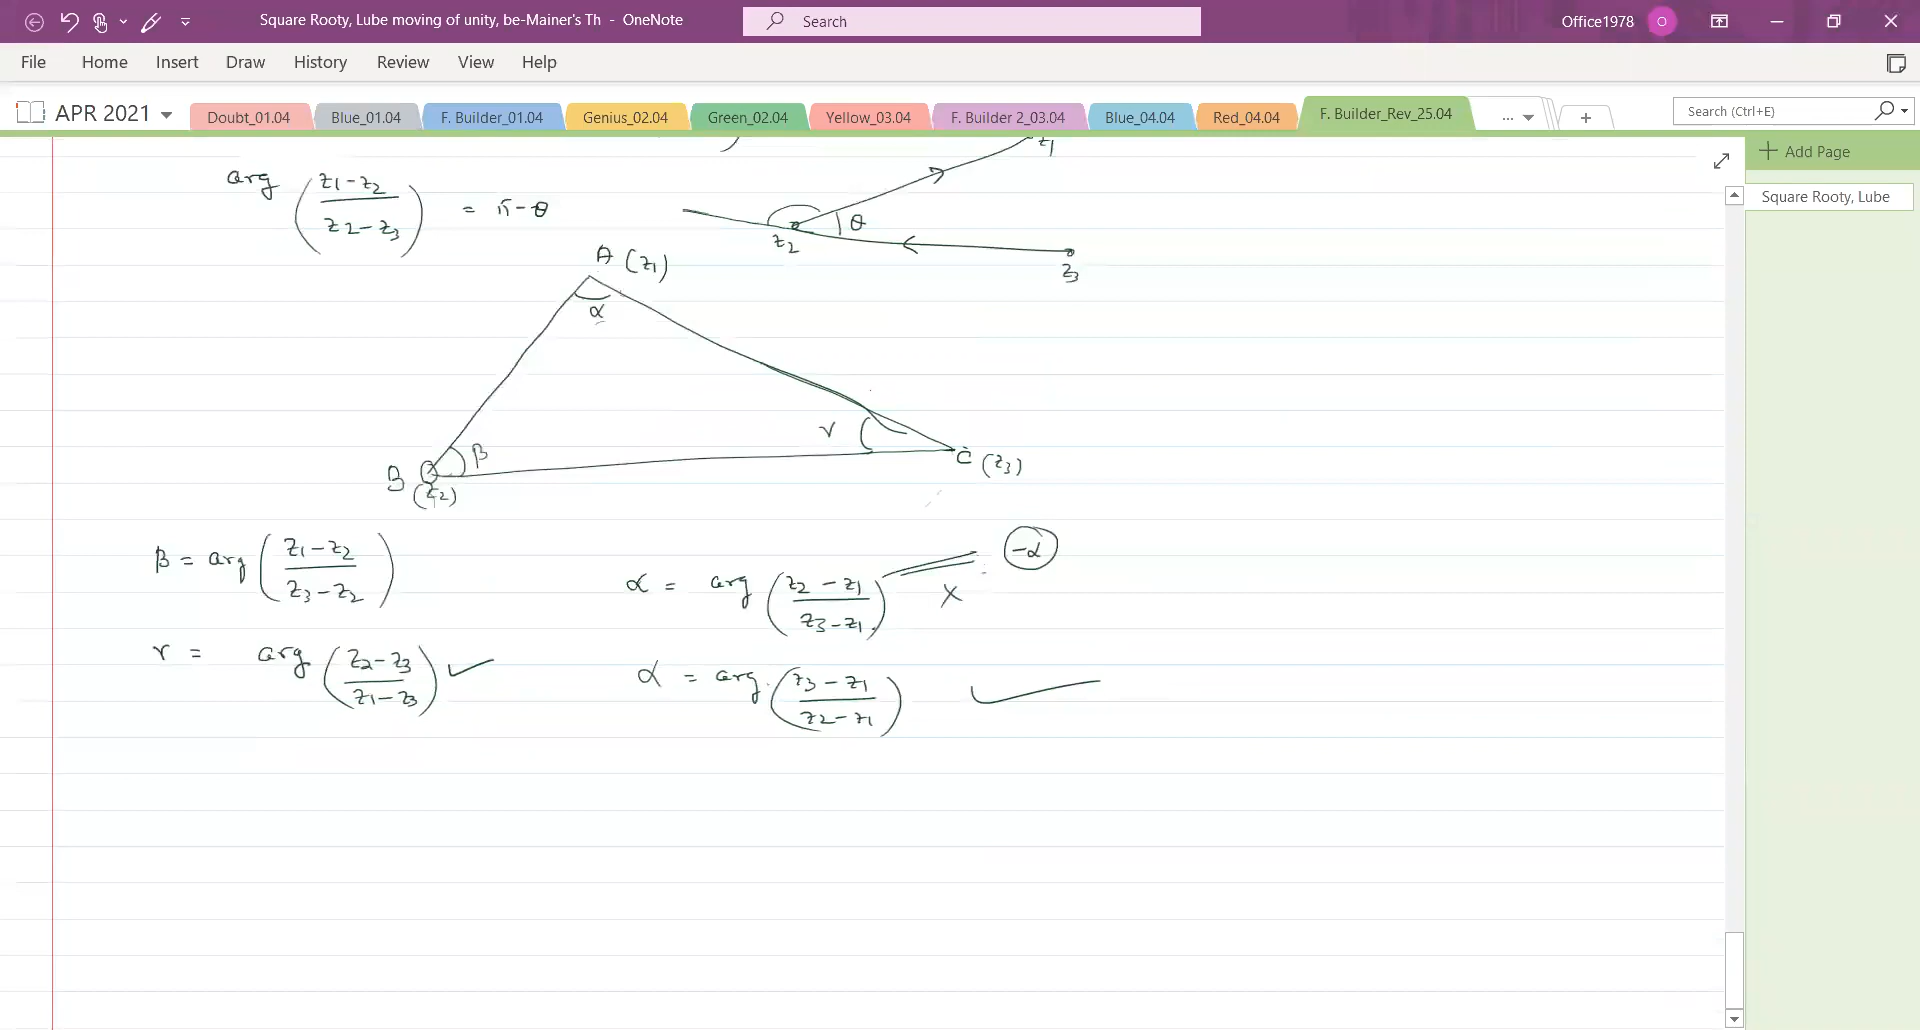 Square Rooty, Lube moving of unity, be-Mainer's Th - OneNote
Search
Office1978
O
File Home Insert Draw History Review View Help
APR 2021
Doubt_01.04 Blue_01.04 F. Builder_01.04 Genius_02.04 Green_02.04 Yellow_03.04 F. Builder 2_03.04 Blue_04.04 Red_04.04 F. Builder_Rev_25.04 ... +
Search (Ctrl+E)
Add Page
Square Rooty, Lube
z1
arg (z1-z2 / z2-z3) = π-θ
θ
z2
z3
A (z1)
α
γ
β
B (z2)
C (z3)
β = arg (z1-z2 / z3-z2)
α = arg (z2-z1 / z3-z1) X -α
γ = arg (z2-z3 / z1-z3) ✓
α = arg (z3-z1 / z2-z1) ✓